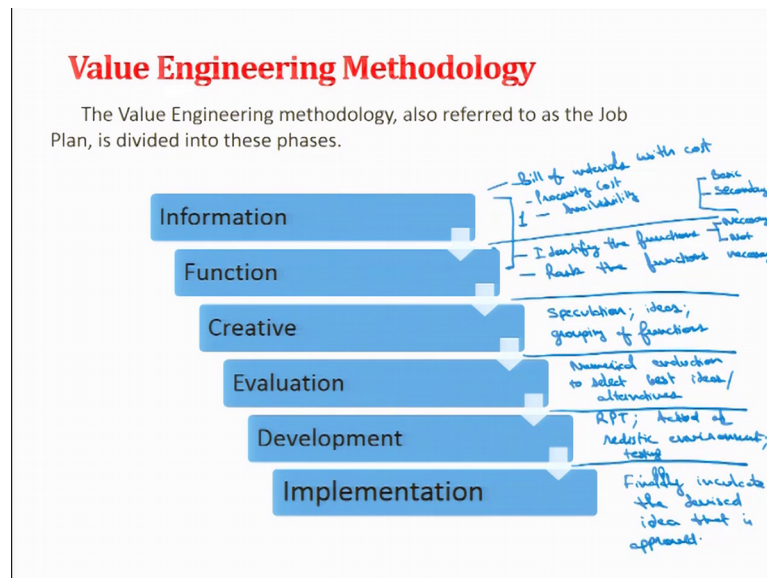 Value Engineering Methodology
The Value Engineering methodology, also referred to as the Job
Plan, is divided into these phases.
Information
Bill of materials with cost
- Processing cost
- Availability
Basic
Secondary
Function
- Identify the functions
- Rank the functions
Necessary
Not
necessary
Creative
Speculation; ideas;
grouping of functions
Evaluation
Numerical evaluation
to select best ideas/
alternatives
Development
RPT;
realistic environment;
testing
Implementation
Finally inculcate
the devised
idea that is
approved.